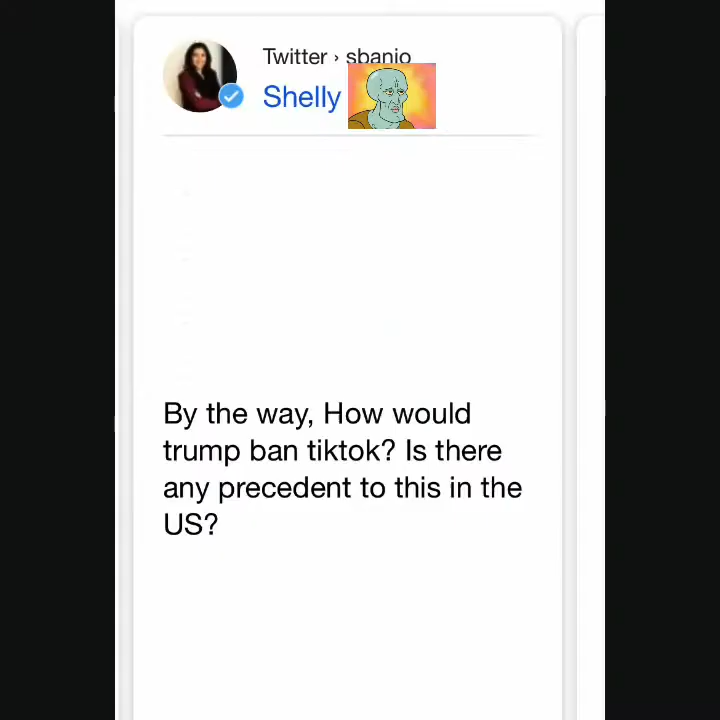 Twitter › sbanjo
Shelly
By the way, How would
trump ban tiktok? Is there
any precedent to this in the
US?